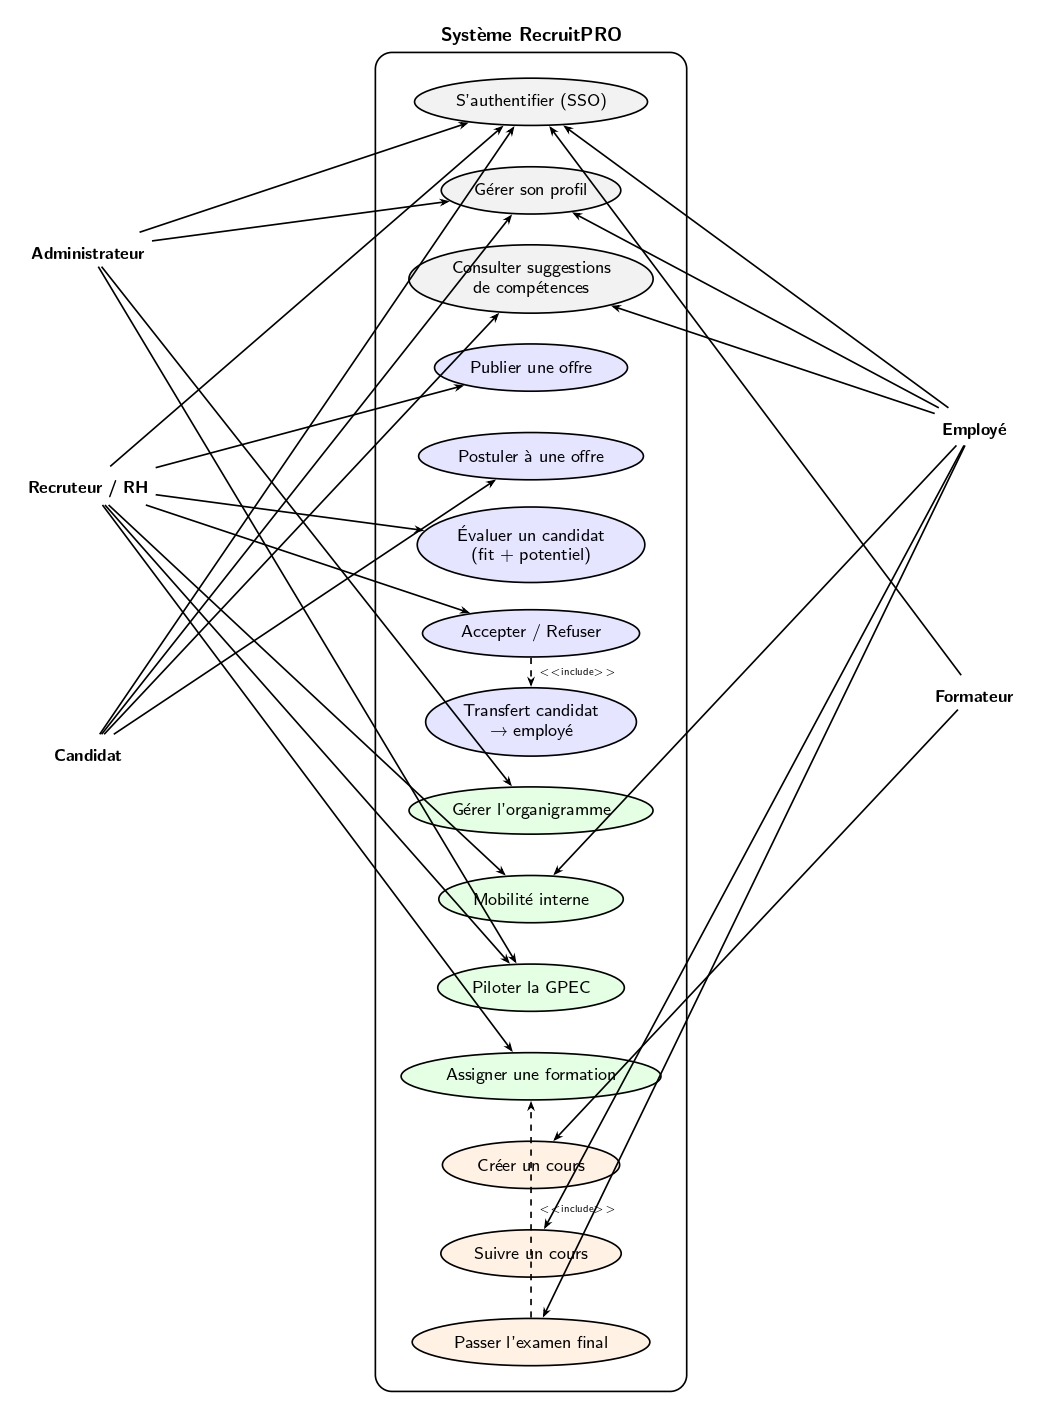 Système RecruitPRO
S'authentifier (SSO)
Gérer son profil
Administrateur
Consulter suggestions
de compétences
Publier une offre
Employé
Postuler à une offre
Recruteur / RH
Évaluer un candidat
(fit + potentiel)
Accepter / Refuser
<<include>>
Formateur
Transfert candidat
→ employé
Candidat
Gérer l'organigramme
Mobilité interne
Piloter la GPEC
Assigner une formation
Créer un cours
<<include>>
Suivre un cours
Passer l'examen final